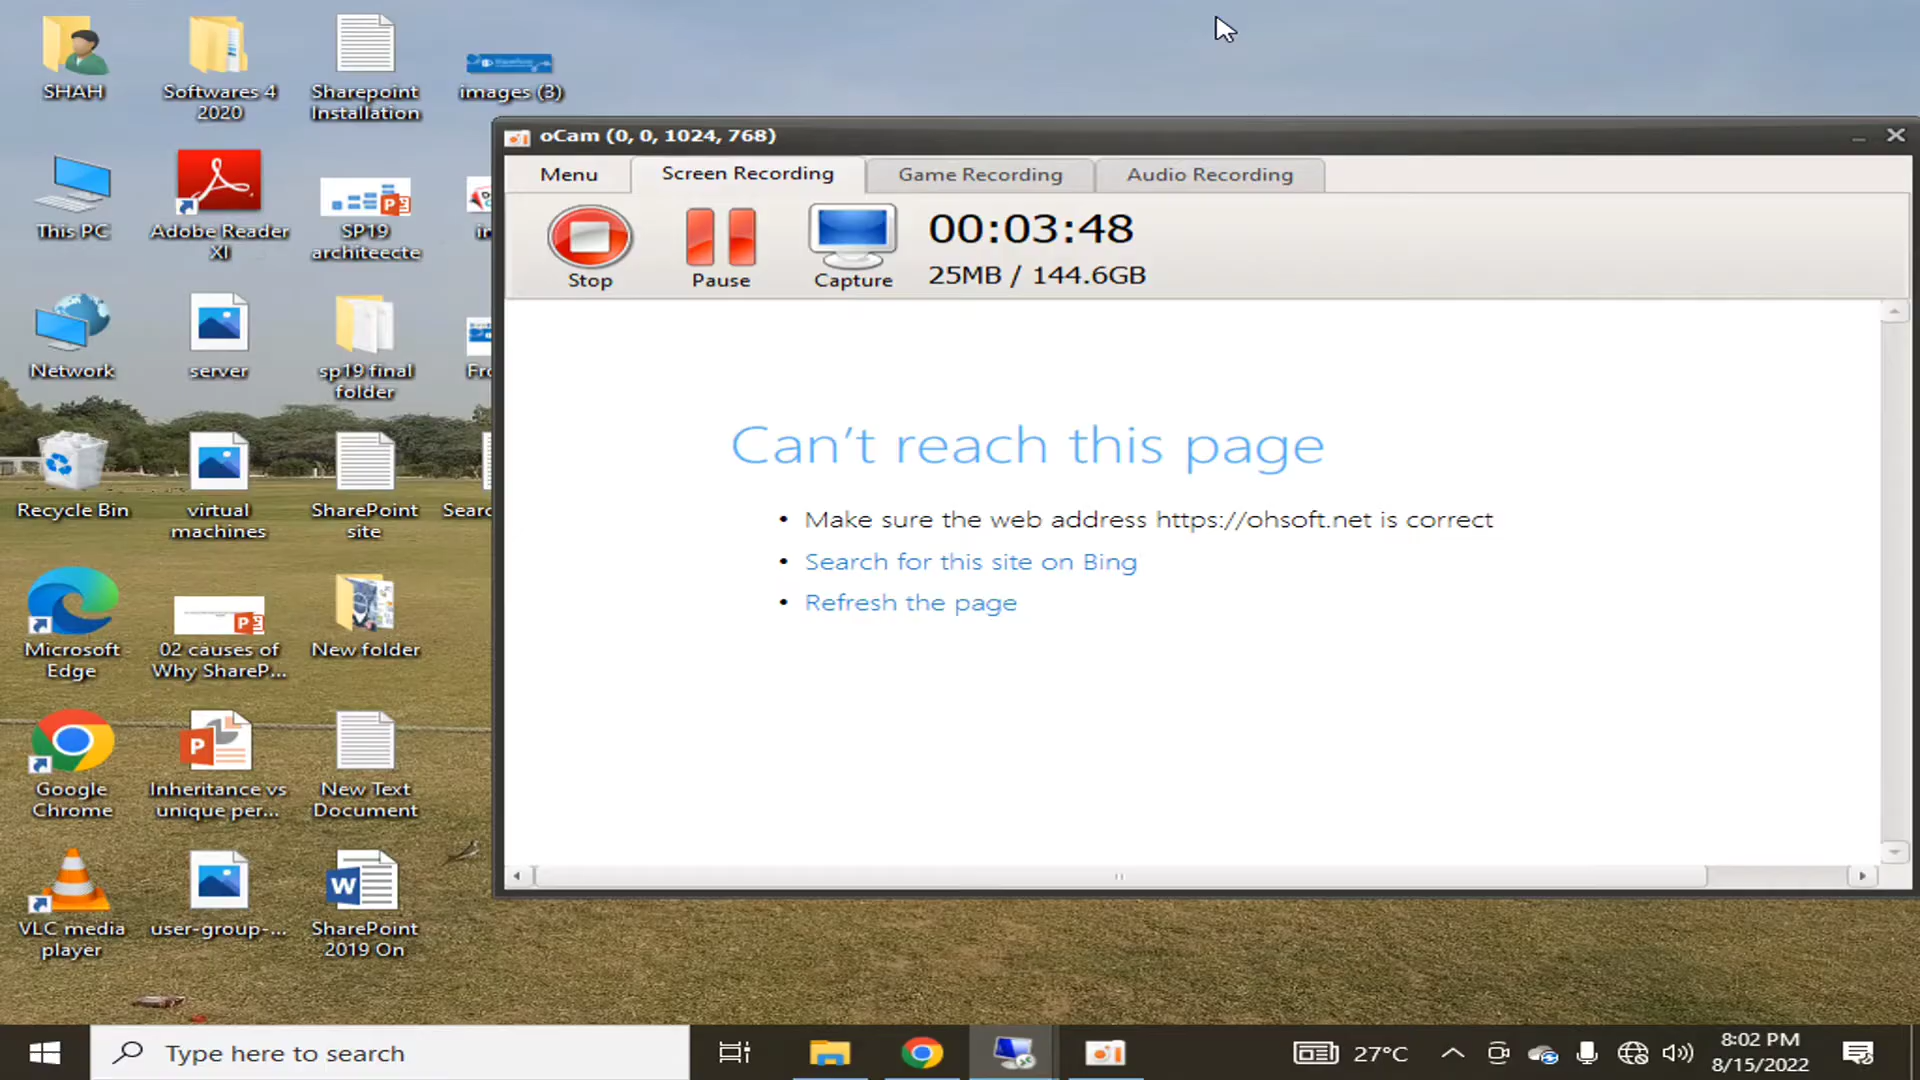 SHAH
Softwares 4
2020
Sharepoint
Installation
images (3)
This PC
Adobe Reader
XI
SP19
architeecte
Network
server
sp19 final
folder
Recycle Bin
virtual
machines
SharePoint
site
Microsoft
Edge
02 causes of
Why ShareP...
New folder
Google
Chrome
Inheritance vs
unique per...
New Text
Document
VLC media
player
user-group-...
SharePoint
2019 On
oCam (0, 0, 1024, 768)
Menu
Screen Recording
Game Recording
Audio Recording
Stop
Pause
Capture
00:03:48
25MB / 144.6GB
Can't reach this page
• Make sure the web address https://ohsoft.net is correct
• Search for this site on Bing
• Refresh the page
Type here to search
27°C
8:02 PM
8/15/2022